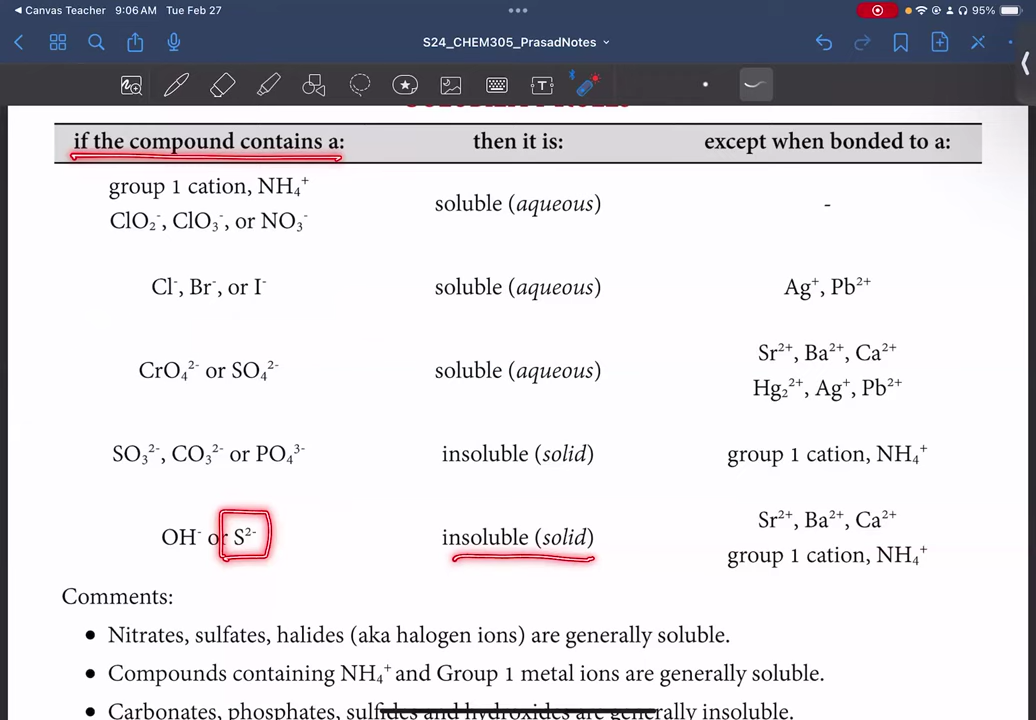 Canvas Teacher 9:06 AM Tue Feb 27 95%
S24_CHEM305_PrasadNotes
if the compound contains a: then it is: except when bonded to a:
group 1 cation, NH₄⁺
ClO₂⁻, ClO₃⁻, or NO₃⁻ soluble (aqueous) -
Cl⁻, Br⁻, or I⁻ soluble (aqueous) Ag⁺, Pb²⁺
CrO₄²⁻ or SO₄²⁻ soluble (aqueous) Sr²⁺, Ba²⁺, Ca²⁺
Hg₂²⁺, Ag⁺, Pb²⁺
SO₃²⁻, CO₃²⁻ or PO₄³⁻ insoluble (solid) group 1 cation, NH₄⁺
OH⁻ or S²⁻ insoluble (solid) Sr²⁺, Ba²⁺, Ca²⁺
group 1 cation, NH₄⁺
Comments:
• Nitrates, sulfates, halides (aka halogen ions) are generally soluble.
• Compounds containing NH₄⁺ and Group 1 metal ions are generally soluble.
• Carbonates, phosphates, sulfides and hydroxides are generally insoluble.